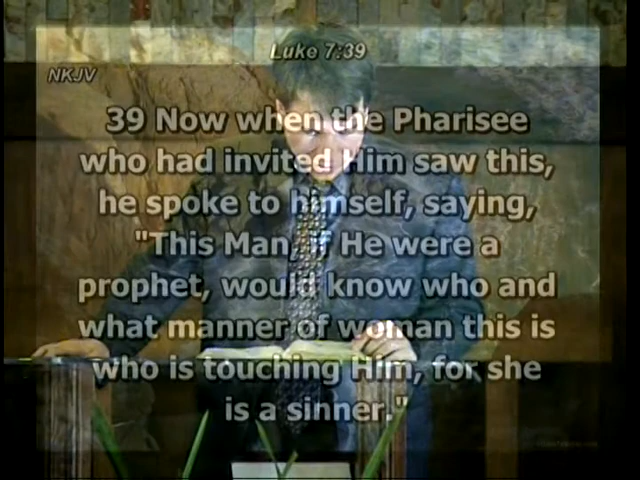 Luke 7:39
NKJV
39 Now when the Pharisee
who had invited Him saw this,
he spoke to himself, saying,
"This Man, if He were a
prophet, would know who and
what manner of woman this is
who is touching Him, for she
is a sinner."